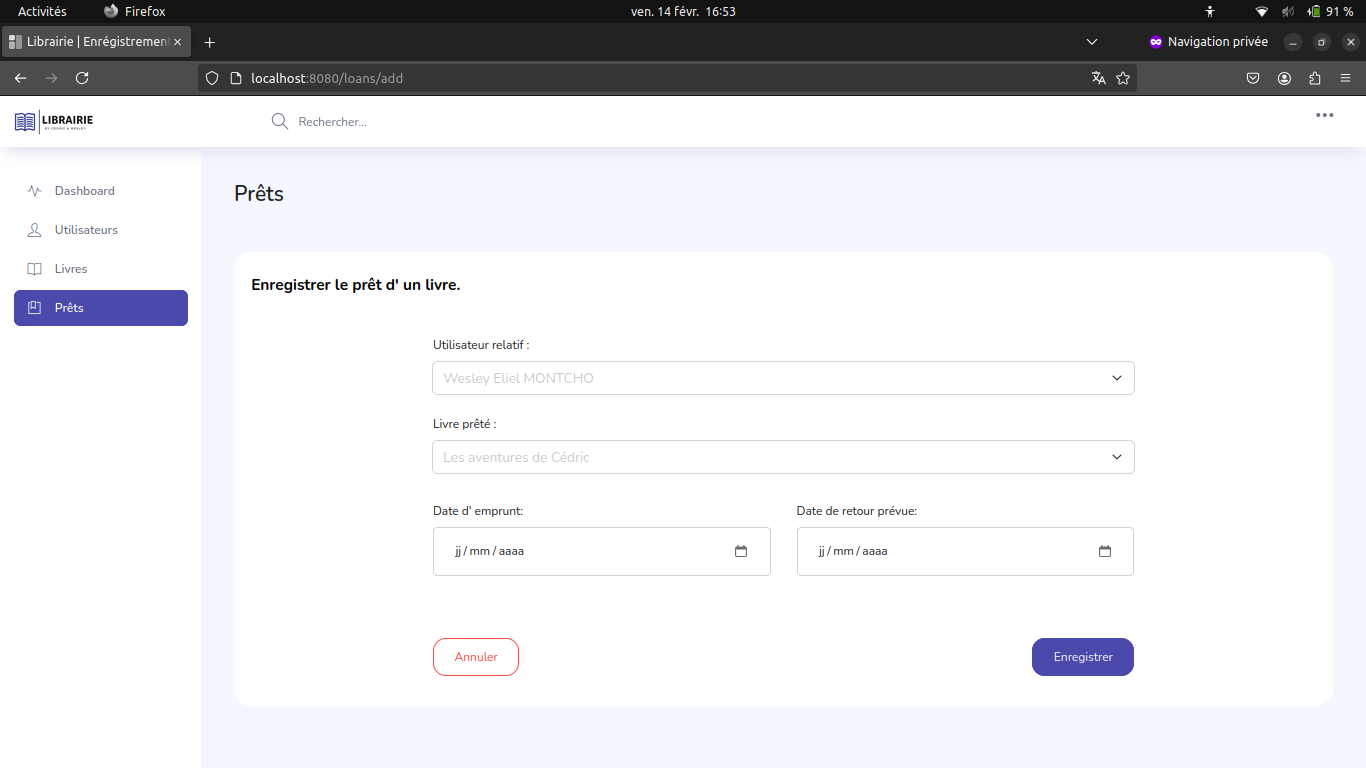 Activités Firefox ven. 14 févr. 16:53 91 %
Librairie | Enrégistrement Navigation privée
localhost:8080/loans/add
LIBRAIRIE Rechercher...
BY CEDRIC & WESLEY
Dashboard
Utilisateurs
Livres
Prêts
Prêts
Enregistrer le prêt d' un livre.
Utilisateur relatif :
Wesley Eliel MONTCHO
Livre prêté :
Les aventures de Cédric
Date d' emprunt: Date de retour prévue:
jj / mm / aaaa jj / mm / aaaa
Annuler Enregistrer